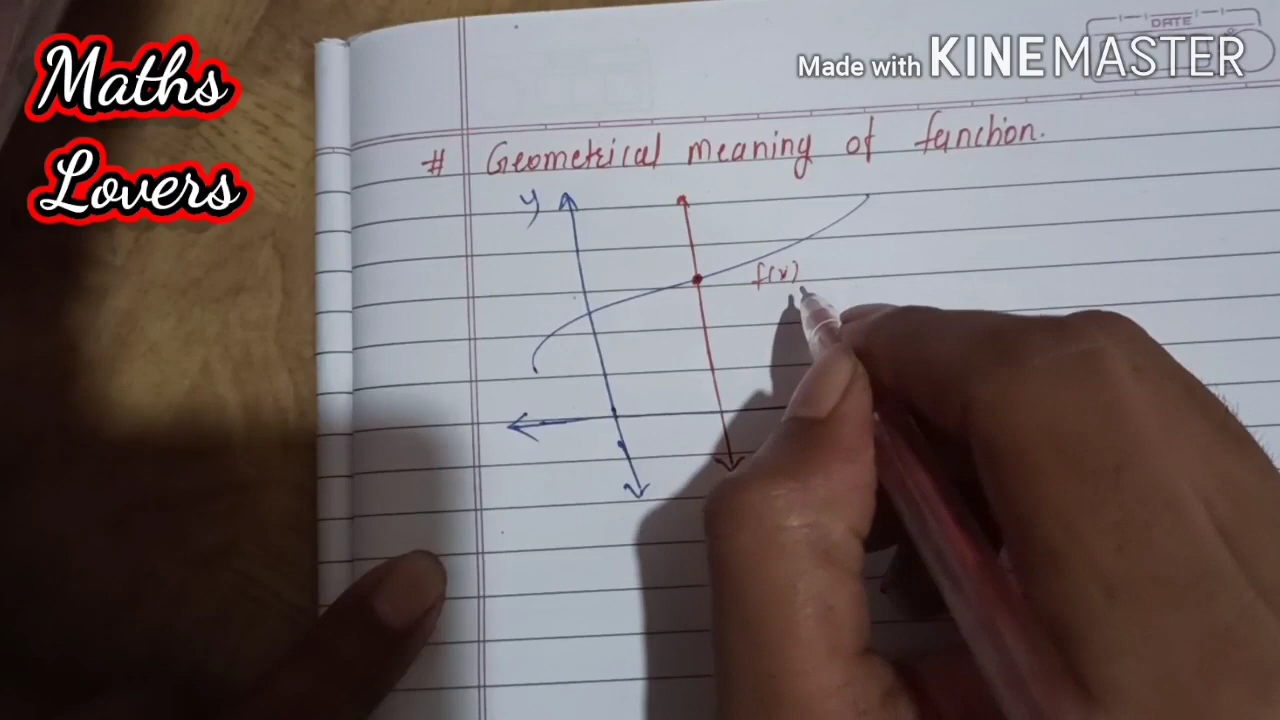 Maths
Lovers
Made with KINEMASTER
DATE
# Geometrical meaning of function.
y
f(x)